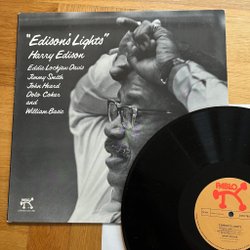 "Edison's Lights"
Harry Edison
Eddie Lockjaw Davis
Jimmy Smith
John Heard
Dolo Coker
and
William Basie
PABLO